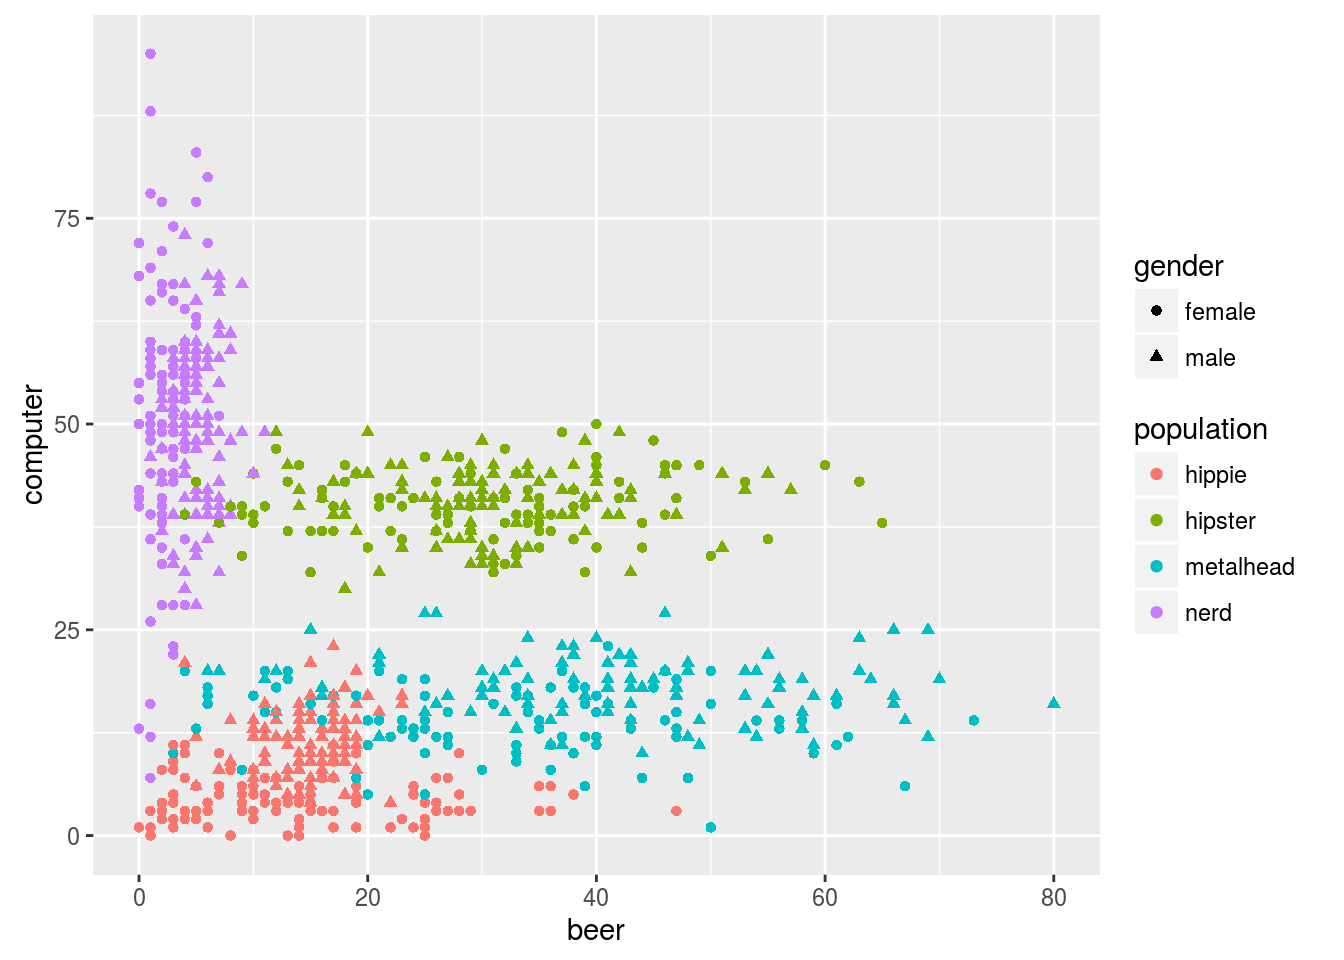 computer
75
50
25
0
0 20 40 60 80
beer
gender
female
male
population
hippie
hipster
metalhead
nerd